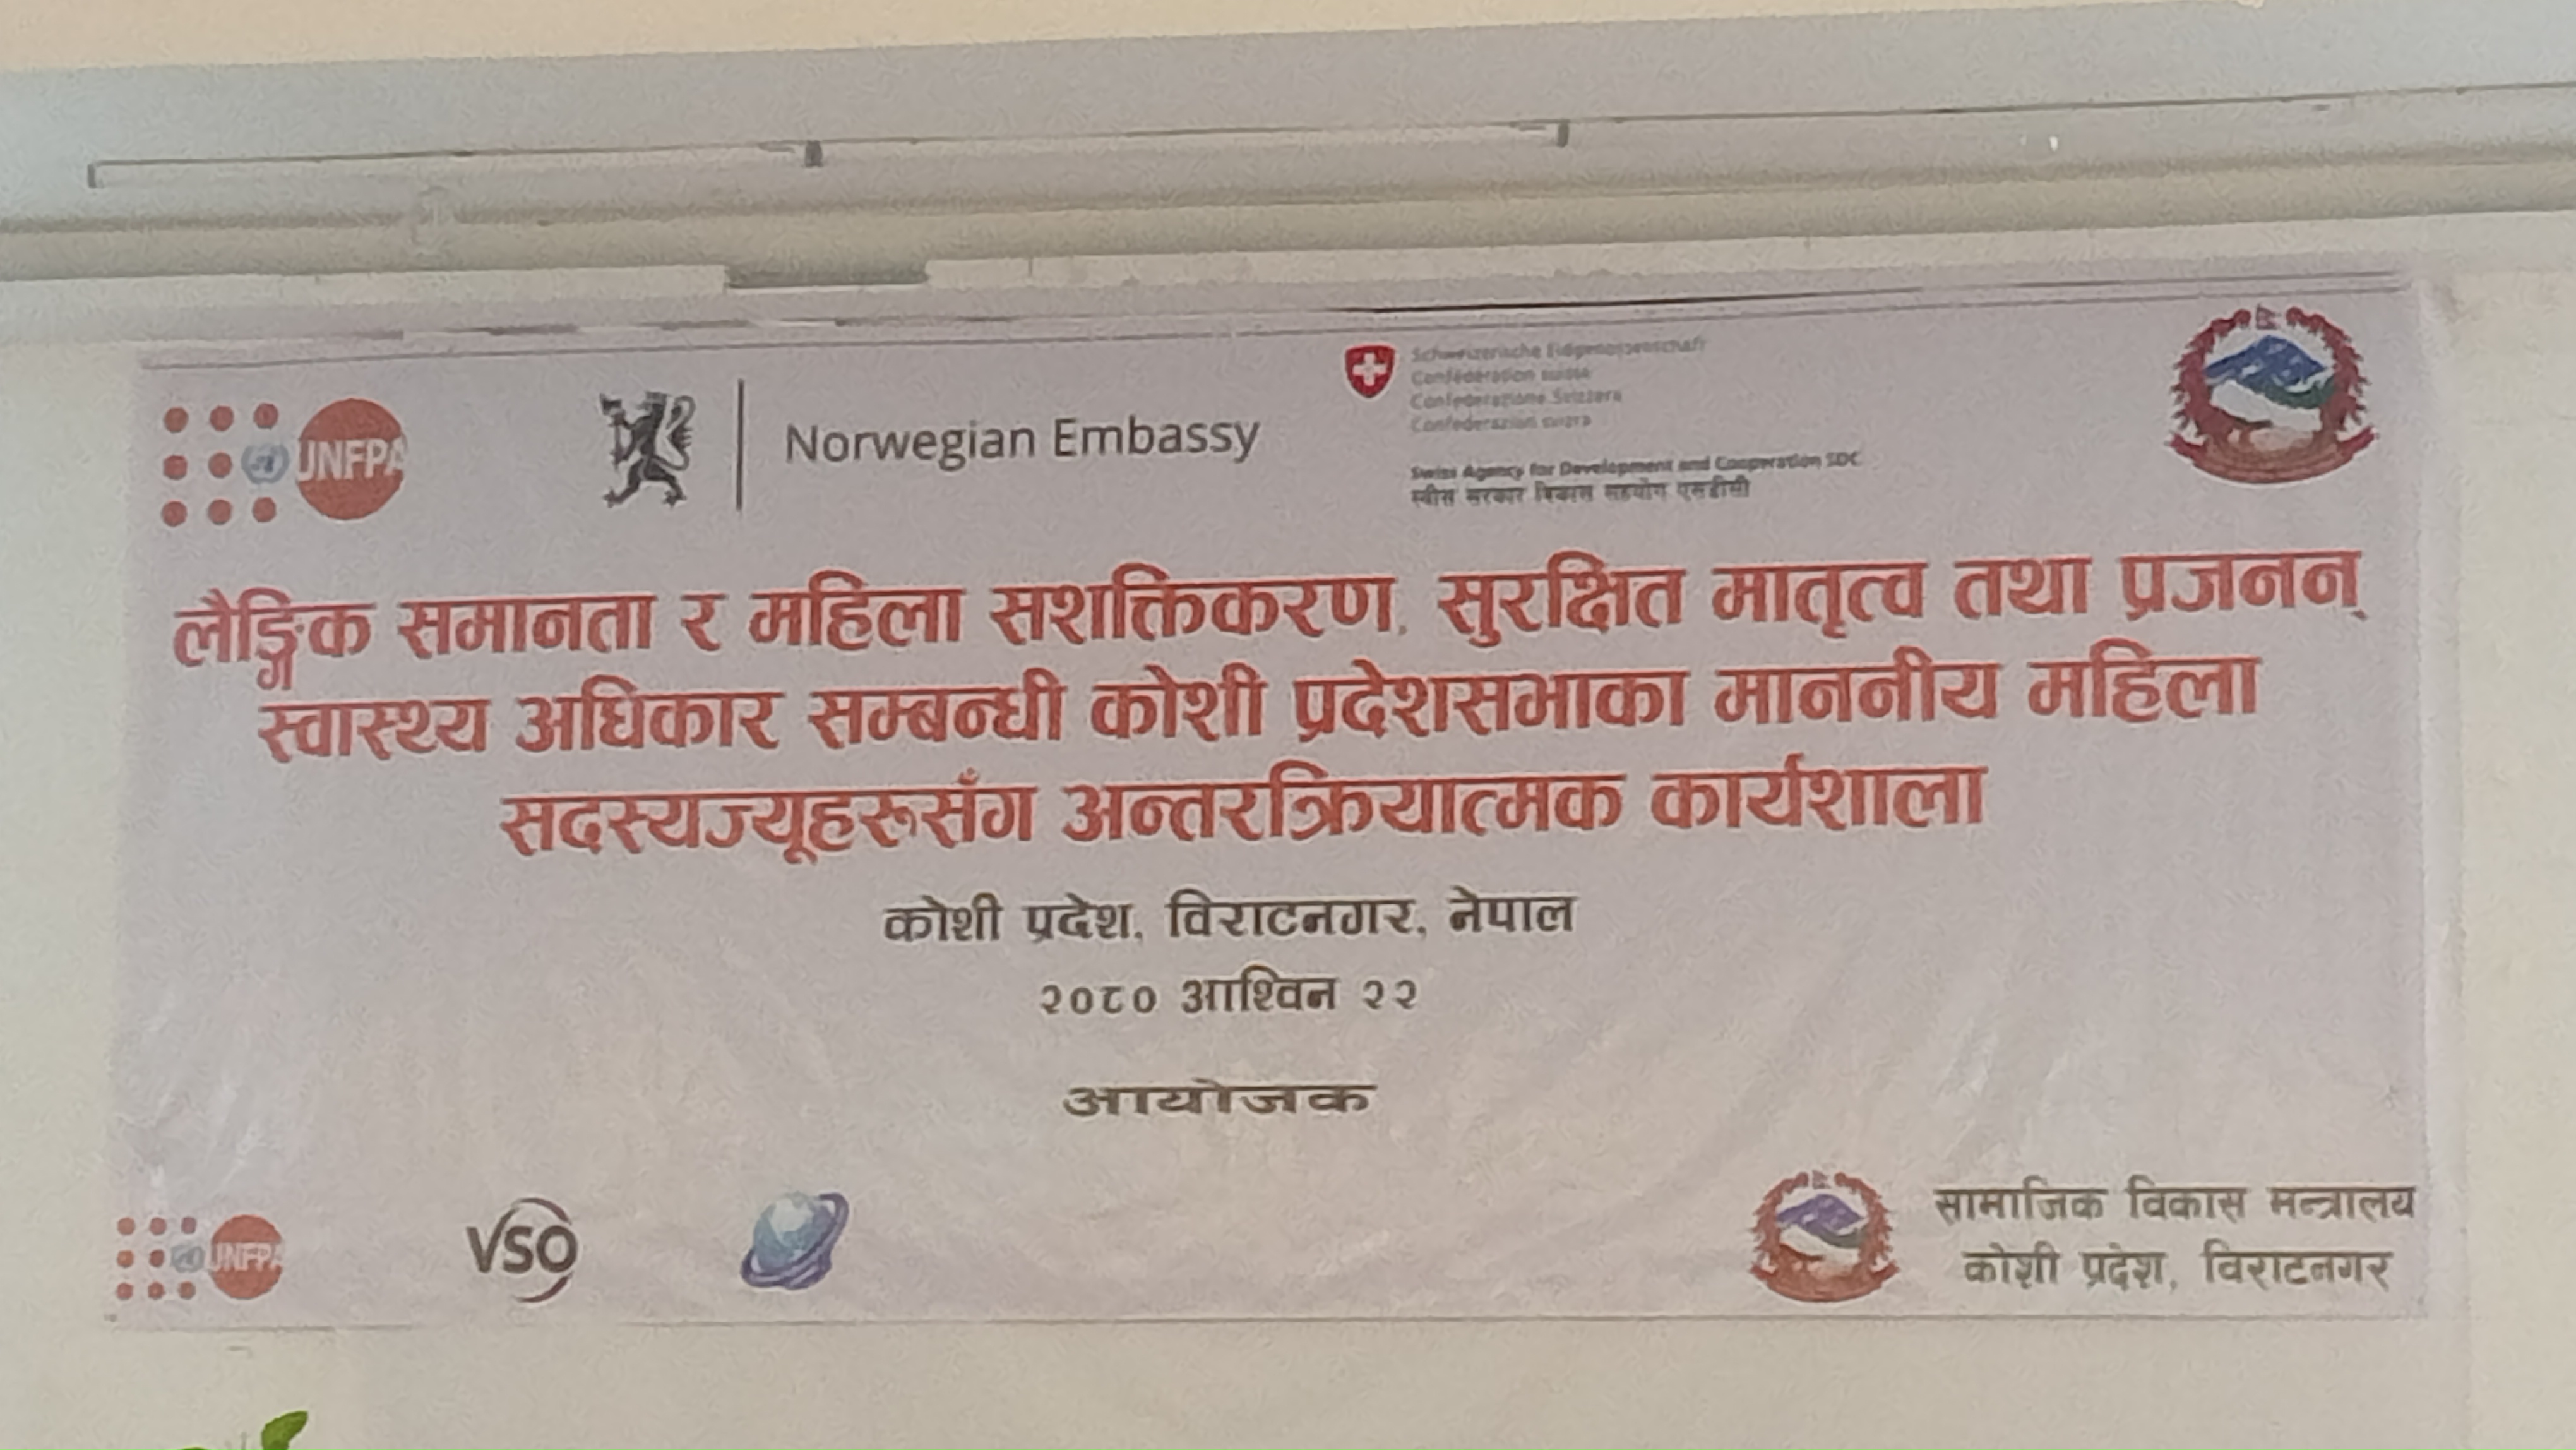 UNFPA
Norwegian Embassy
Schweizerische Eidgenossenschaft
Confédération suisse
Confederazione Svizzera
Confederaziun svizra
Swiss Agency for Development and Cooperation SDC
स्वीस सरकार विकास सहयोग एसडीसी
लैङ्गिक समानता र महिला सशक्तिकरण, सुरक्षित मातृत्व तथा प्रजनन्
स्वास्थ्य अधिकार सम्बन्धी कोशी प्रदेशसभाका माननीय महिला
सदस्यज्यूहरुसँग अन्तरक्रियात्मक कार्यशाला
कोशी प्रदेश, विराटनगर, नेपाल
२०८० आश्विन २२
आयोजक
UNFPA
VSO
सामाजिक विकास मन्त्रालय
कोशी प्रदेश, विराटनगर